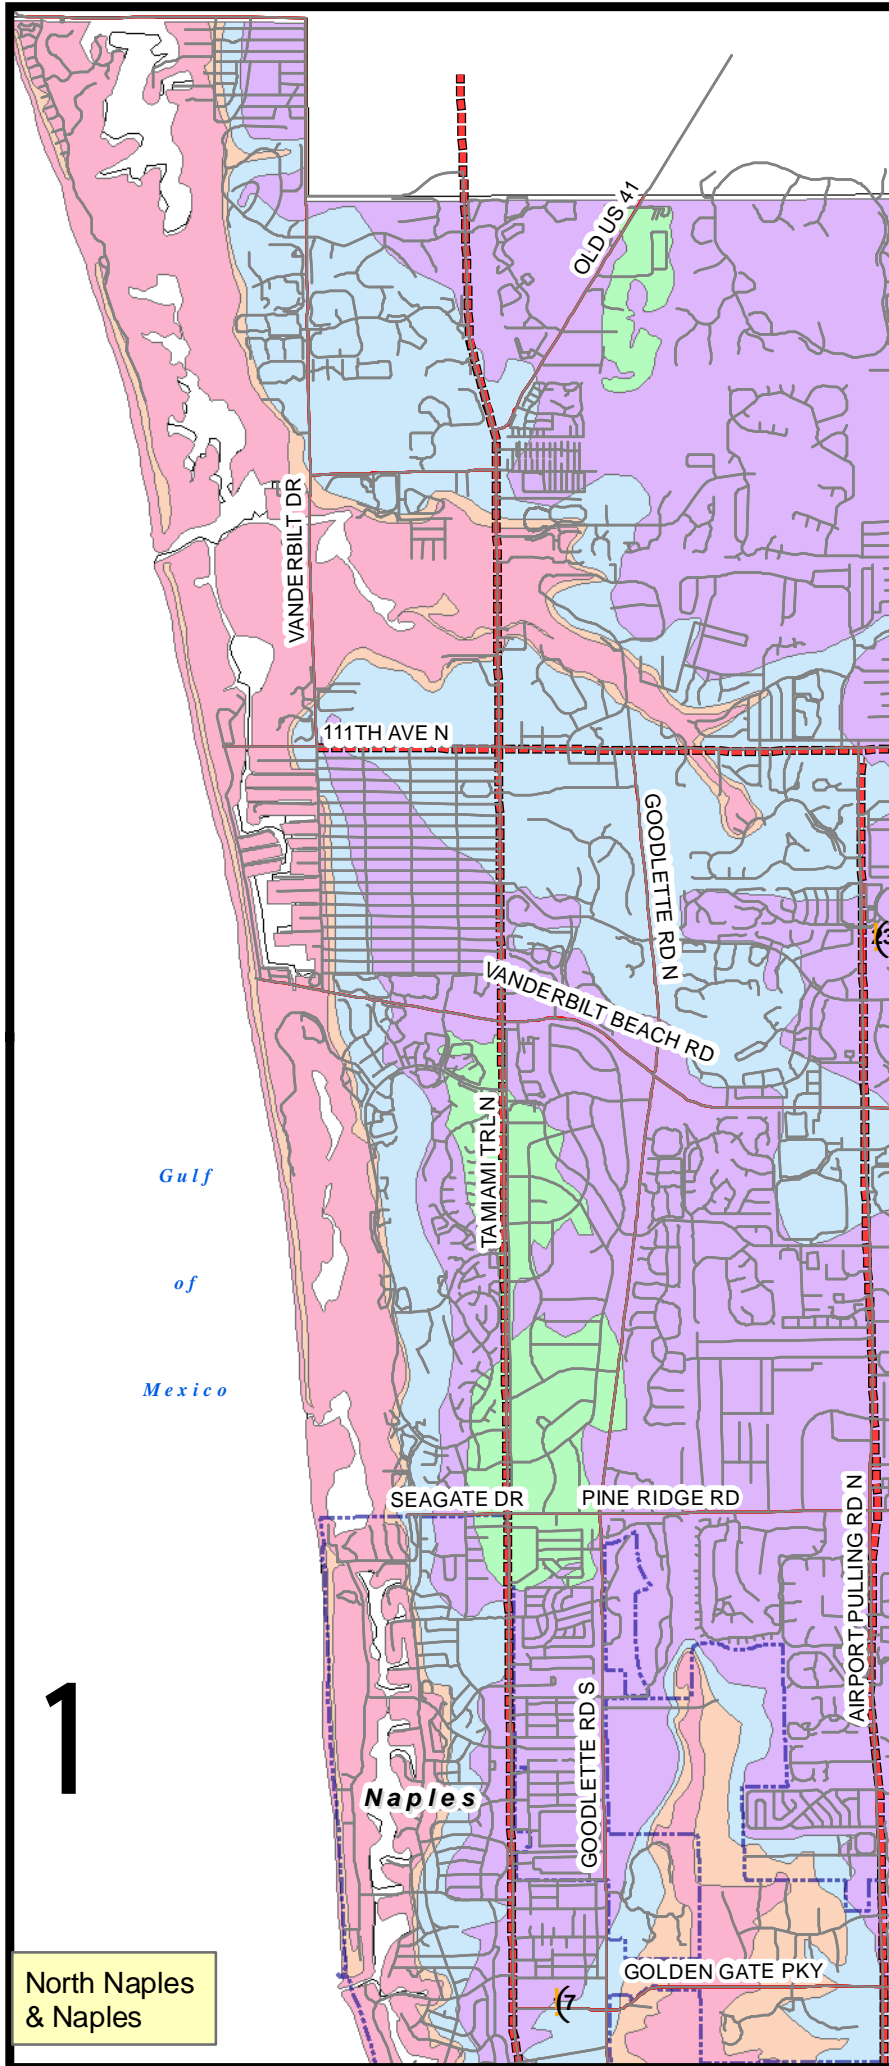 OLD US 41
VANDERBILT DR
111TH AVE N
GOODLETTE RD N
VANDERBILT BEACH RD
TAMIAMI TRL N
Gulf
of
Mexico
SEAGATE DR
PINE RIDGE RD
AIRPORT PULLING RD N
1
GOODLETTE RD S
Naples
GOLDEN GATE PKY
North Naples
& Naples
(7